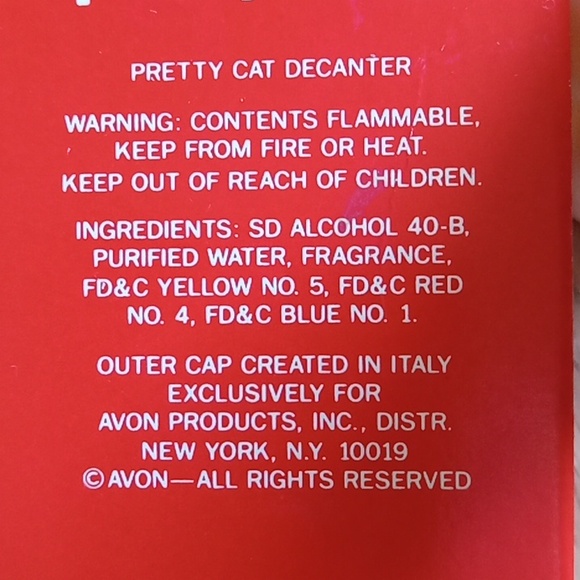 PRETTY CAT DECANTER
WARNING: CONTENTS FLAMMABLE,
KEEP FROM FIRE OR HEAT.
KEEP OUT OF REACH OF CHILDREN.
INGREDIENTS: SD ALCOHOL 40-B,
PURIFIED WATER, FRAGRANCE,
FD&C YELLOW NO. 5, FD&C RED
NO. 4, FD&C BLUE NO. 1.
OUTER CAP CREATED IN ITALY
EXCLUSIVELY FOR
AVON PRODUCTS, INC., DISTR.
NEW YORK, N.Y. 10019
©AVON—ALL RIGHTS RESERVED